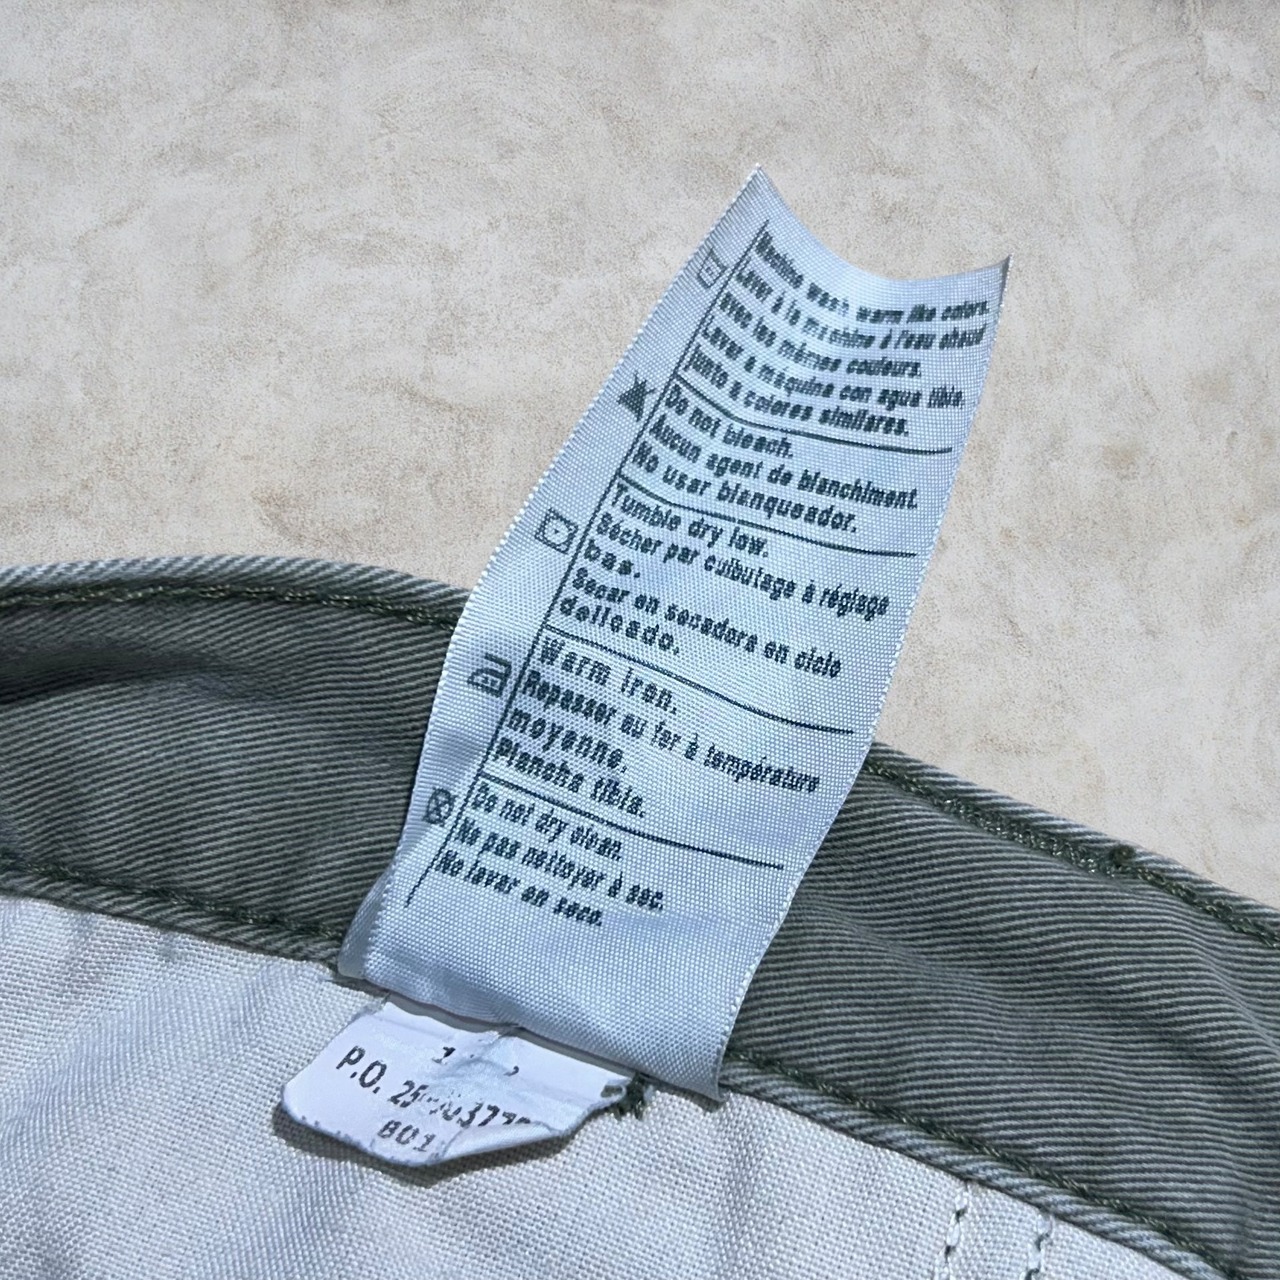 Machine wash warm like colors.
Laver à la machine à l'eau chaud
avec les mêmes couleurs.
Lavar a maquina con agua tibia.
junto a colores similares.
Do not bleach.
Aucun agent de blanchiment.
No usar blanqueador.
Tumble dry low.
Sécher par culbutage à réglage
bas.
Secar en secadora en ciclo
delicado.
Warm iron.
Repasser au fer à température
moyenne.
Plancha tibia.
Do not dry clean.
Ne pas nettoyer à sec.
No lavar en seco.
P.O.
801